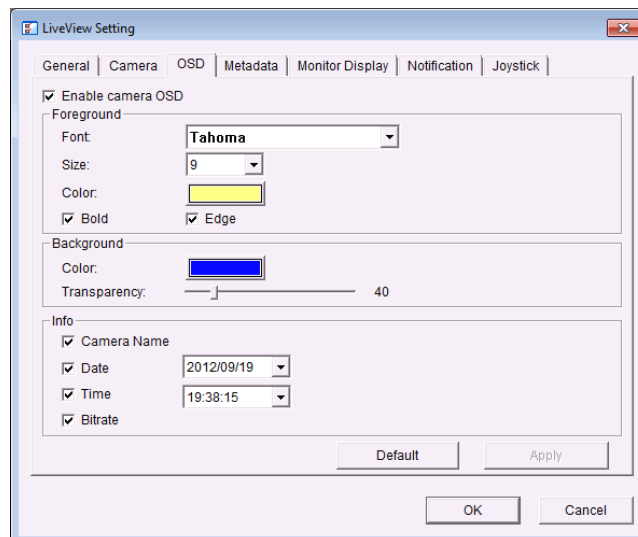 LiveView Setting
General Camera OSD Metadata Monitor Display Notification Joystick
Enable camera OSD
Foreground
Font: Tahoma
Size: 9
Color:
Bold Edge
Background
Color:
Transparency: 40
Info
Camera Name
Date 2012/09/19
Time 19:38:15
Bitrate
Default Apply
OK Cancel